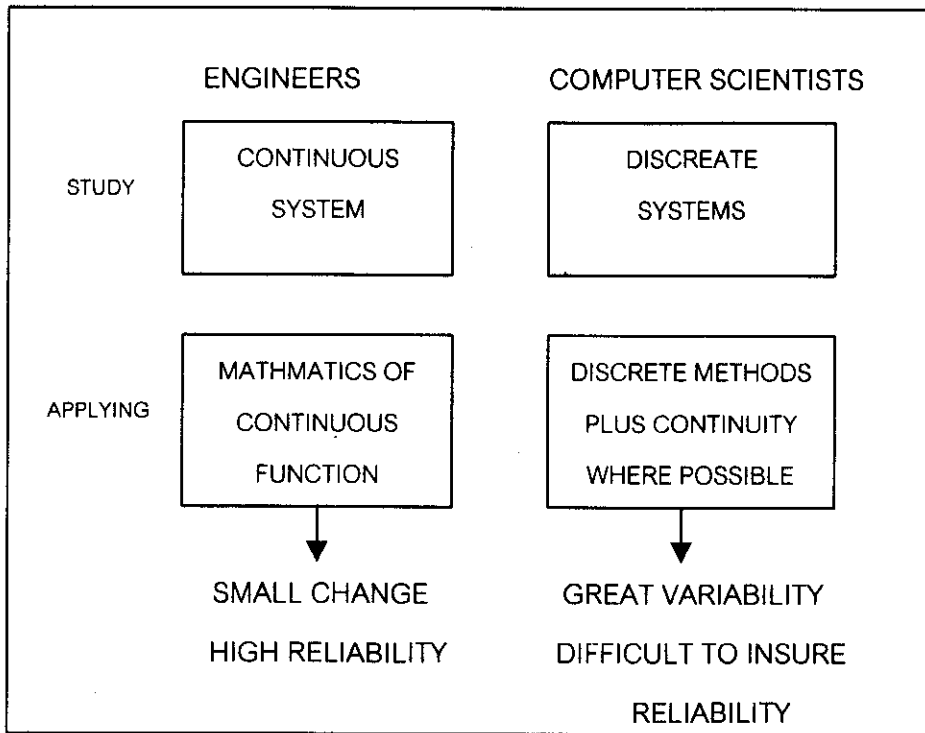 ENGINEERS
COMPUTER SCIENTISTS
STUDY
CONTINUOUS
SYSTEM
DISCREATE
SYSTEMS
APPLYING
MATHMATICS OF
CONTINUOUS
FUNCTION
DISCRETE METHODS
PLUS CONTINUITY
WHERE POSSIBLE
SMALL CHANGE
HIGH RELIABILITY
GREAT VARIABILITY
DIFFICULT TO INSURE
RELIABILITY